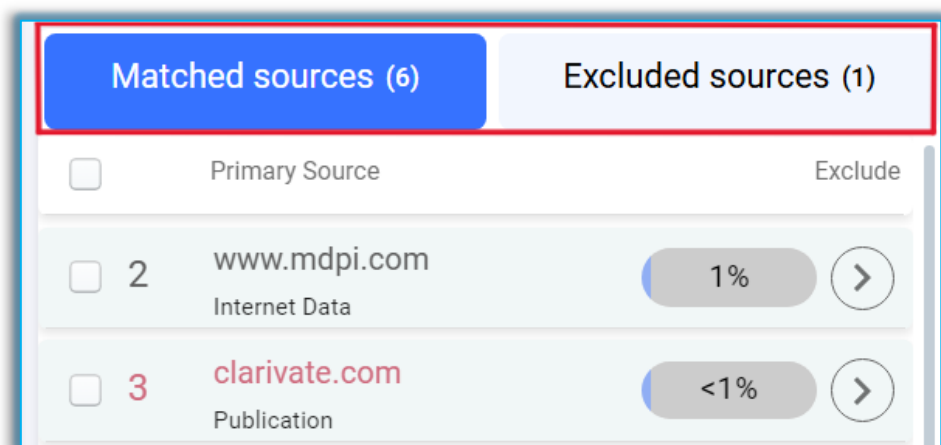 Matched sources (6) Excluded sources (1)
Primary Source Exclude
2 www.mdpi.com 1%
Internet Data
3 clarivate.com <1%
Publication